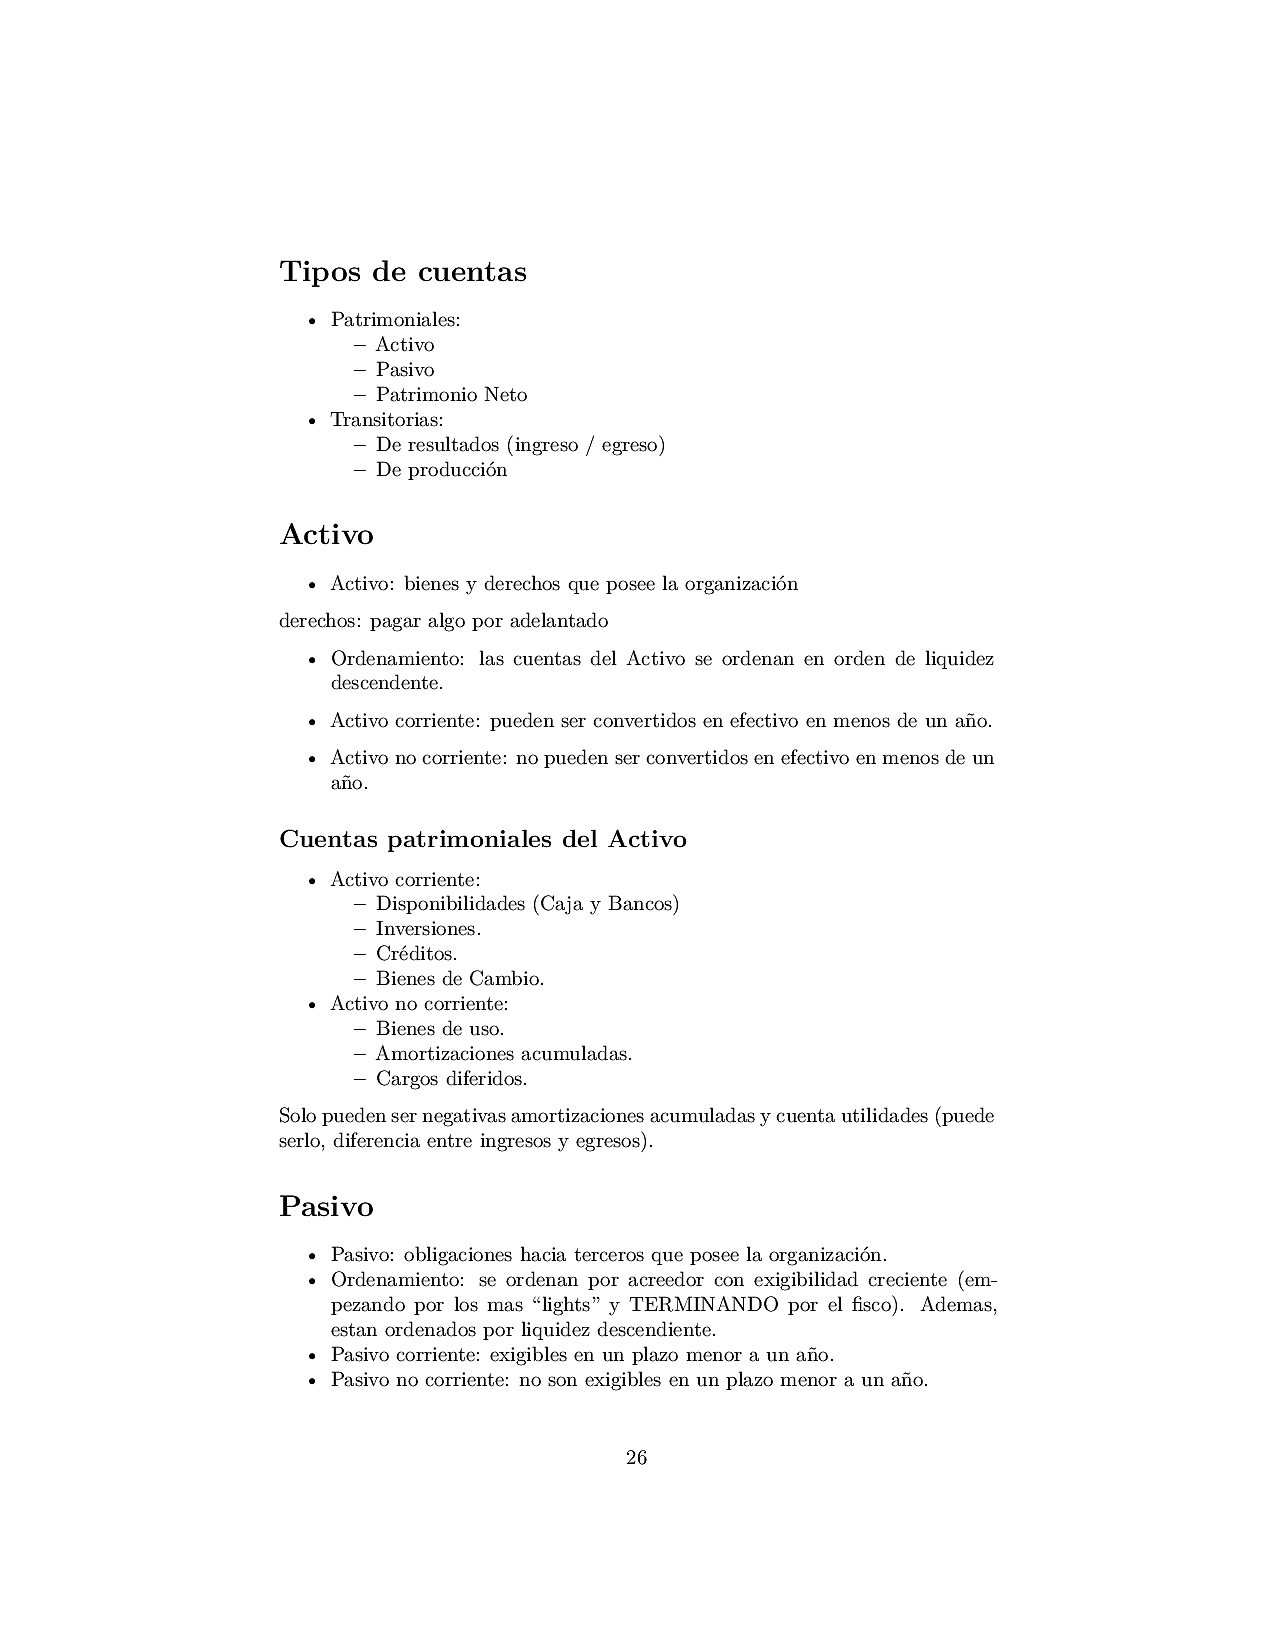 Tipos de cuentas
• Patrimoniales:
– Activo
– Pasivo
– Patrimonio Neto
• Transitorias:
– De resultados (ingreso / egreso)
– De producción
Activo
• Activo: bienes y derechos que posee la organización
derechos: pagar algo por adelantado
• Ordenamiento: las cuentas del Activo se ordenan en orden de liquidez
descendente.
• Activo corriente: pueden ser convertidos en efectivo en menos de un año.
• Activo no corriente: no pueden ser convertidos en efectivo en menos de un
año.
Cuentas patrimoniales del Activo
• Activo corriente:
– Disponibilidades (Caja y Bancos)
– Inversiones.
– Créditos.
– Bienes de Cambio.
• Activo no corriente:
– Bienes de uso.
– Amortizaciones acumuladas.
– Cargos diferidos.
Solo pueden ser negativas amortizaciones acumuladas y cuenta utilidades (puede
serlo, diferencia entre ingresos y egresos).
Pasivo
• Pasivo: obligaciones hacia terceros que posee la organización.
• Ordenamiento: se ordenan por acreedor con exigibilidad creciente (em-
pezando por los mas “lights” y TERMINANDO por el fisco). Ademas,
estan ordenados por liquidez descendiente.
• Pasivo corriente: exigibles en un plazo menor a un año.
• Pasivo no corriente: no son exigibles en un plazo menor a un año.
26